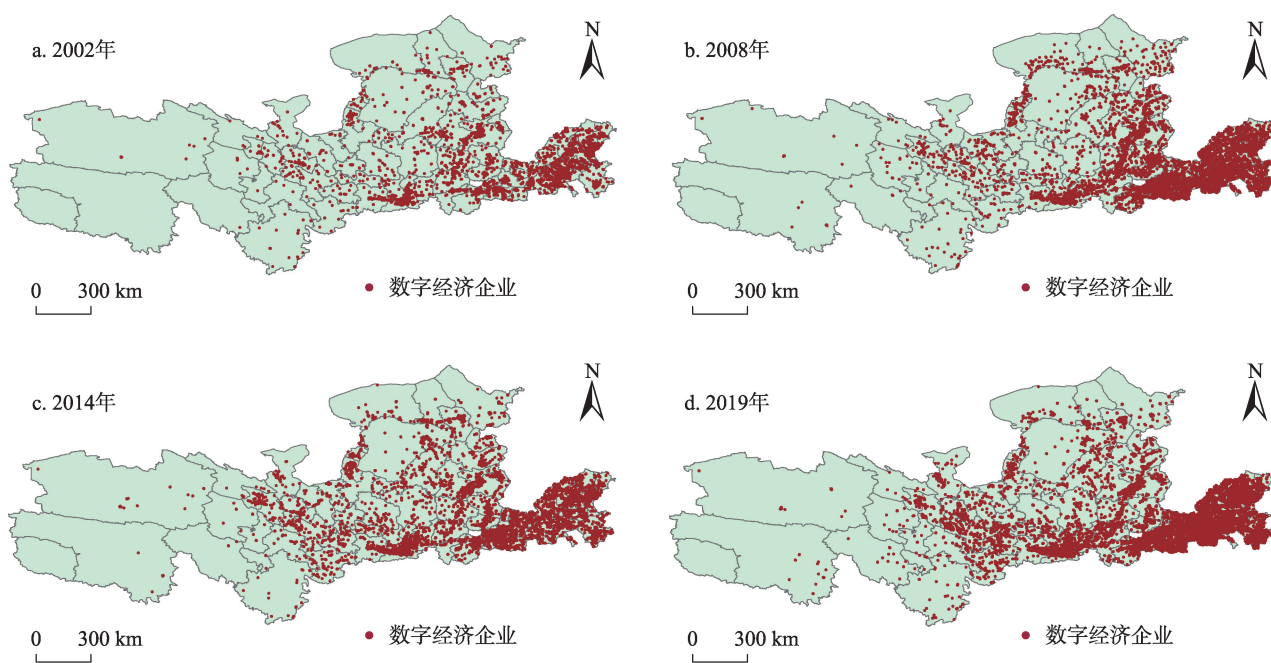 a. 2002年
N
0 300 km
数字经济企业
b. 2008年
N
0 300 km
数字经济企业
c. 2014年
N
0 300 km
数字经济企业
d. 2019年
N
0 300 km
数字经济企业